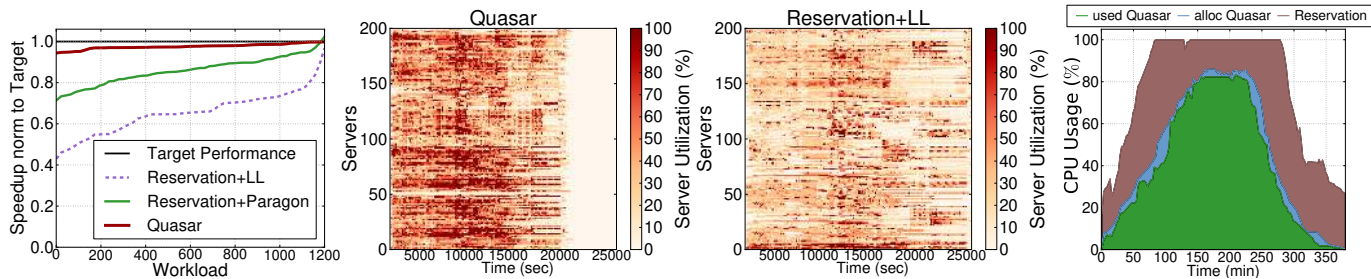 Speedup norm to Target
1.0
0.8
0.6
0.4
0.2
0.0
Target Performance
Reservation+LL
Reservation+Paragon
Quasar
0 200 400 600 800 1000 1200
Workload
Quasar
Servers
200
150
100
50
0
5000 10000 15000 20000 25000
Time (sec)
100
90
80
70
60
50
40
30
20
10
0
Server Utilization (%)
Reservation+LL
Servers
200
150
100
50
0
5000 10000 15000 20000 25000
Time (sec)
100
90
80
70
60
50
40
30
20
10
0
Server Utilization (%)
used Quasar alloc Quasar Reservation
CPU Usage (%)
100
80
60
40
20
0
0 50 100 150 200 250 300 350
Time (min)